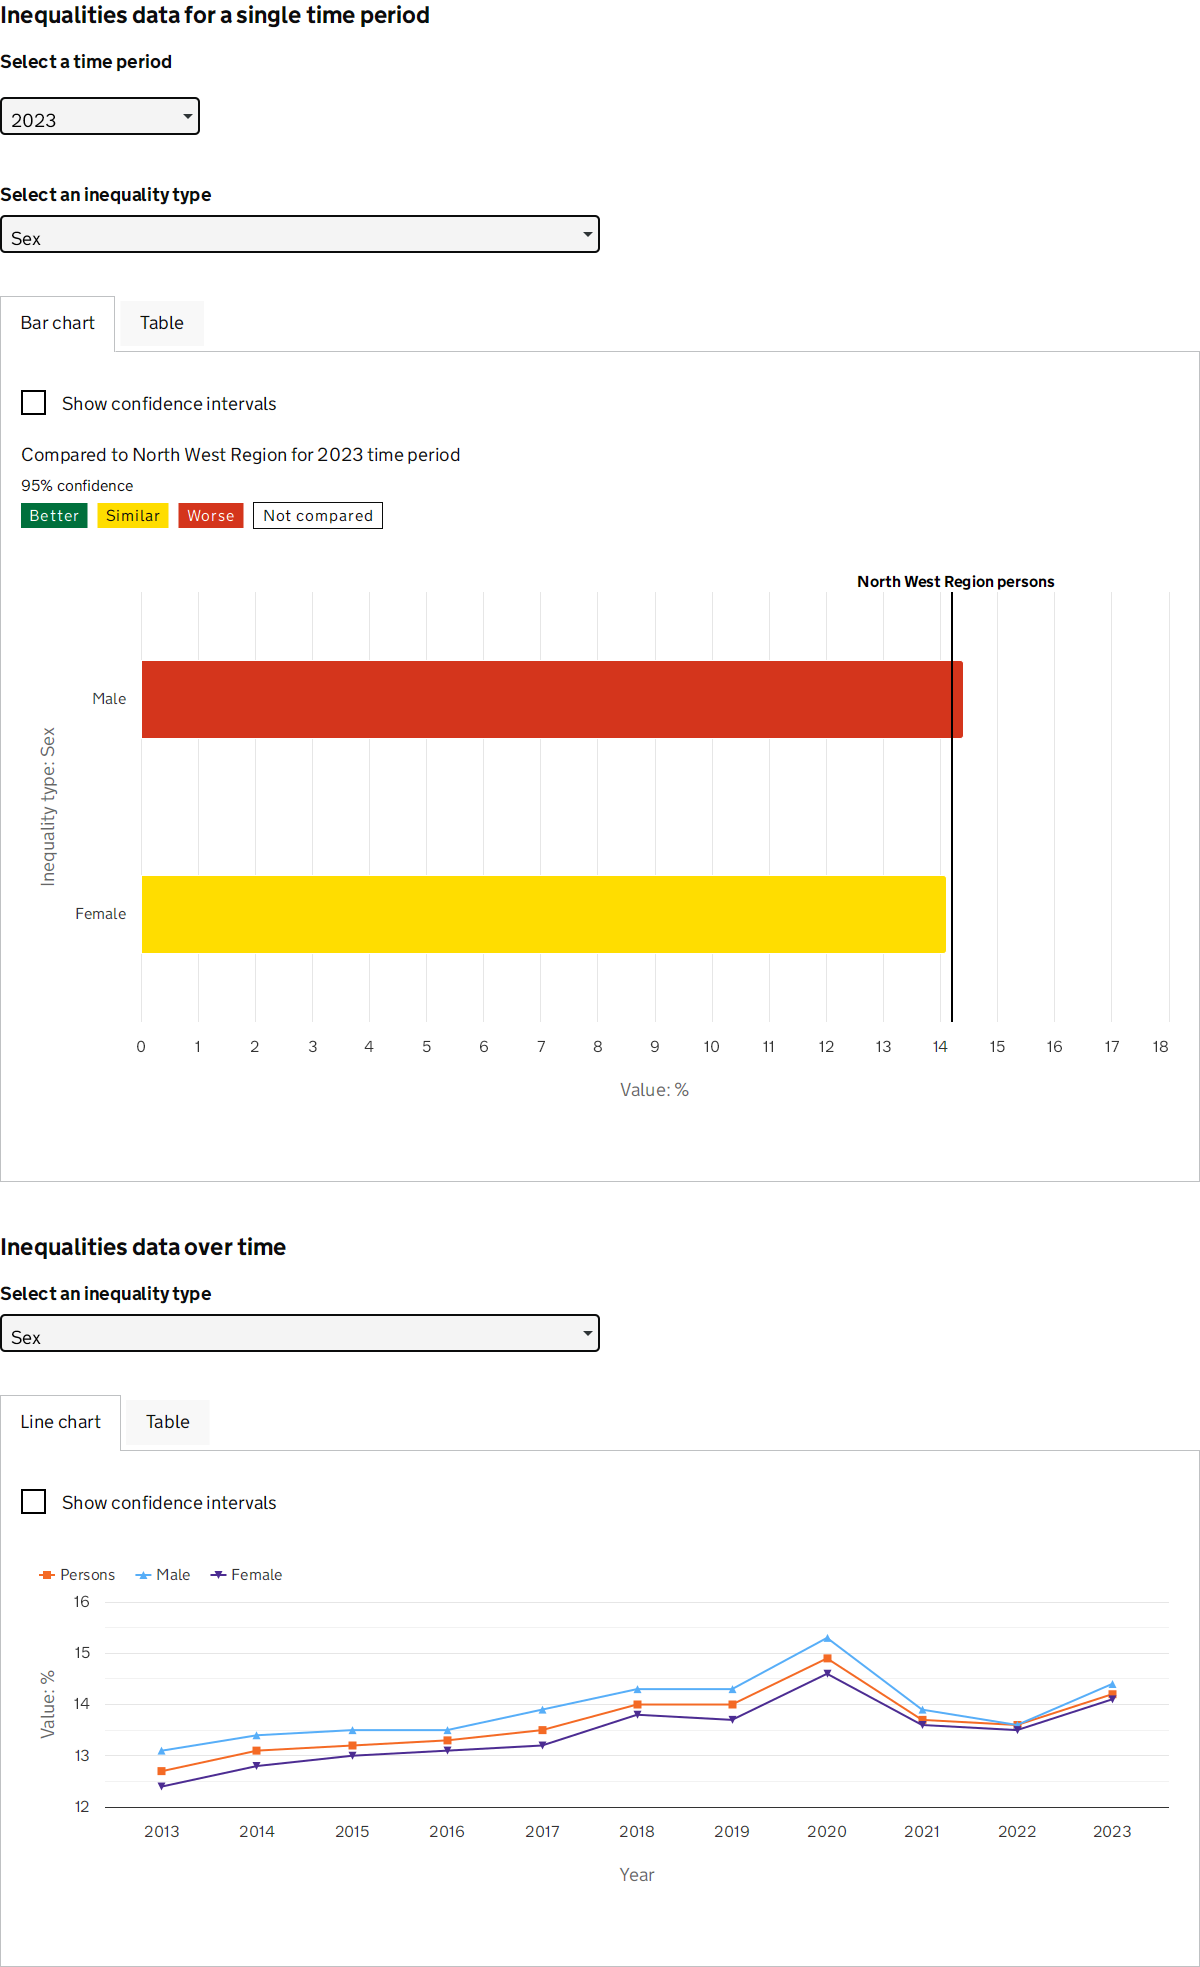 Inequalities data for a single time period
Select a time period
2023
Select an inequality type
Sex
Bar chart Table
Show confidence intervals
Compared to North West Region for 2023 time period
95% confidence
Better Similar Worse Not compared
North West Region persons
Male
Inequality type: Sex
Female
0 1 2 3 4 5 6 7 8 9 10 11 12 13 14 15 16 17 18
Value: %
Inequalities data over time
Select an inequality type
Sex
Line chart Table
Show confidence intervals
Persons Male Female
16
15
14
13
12
Value: %
2013 2014 2015 2016 2017 2018 2019 2020 2021 2022 2023
Year